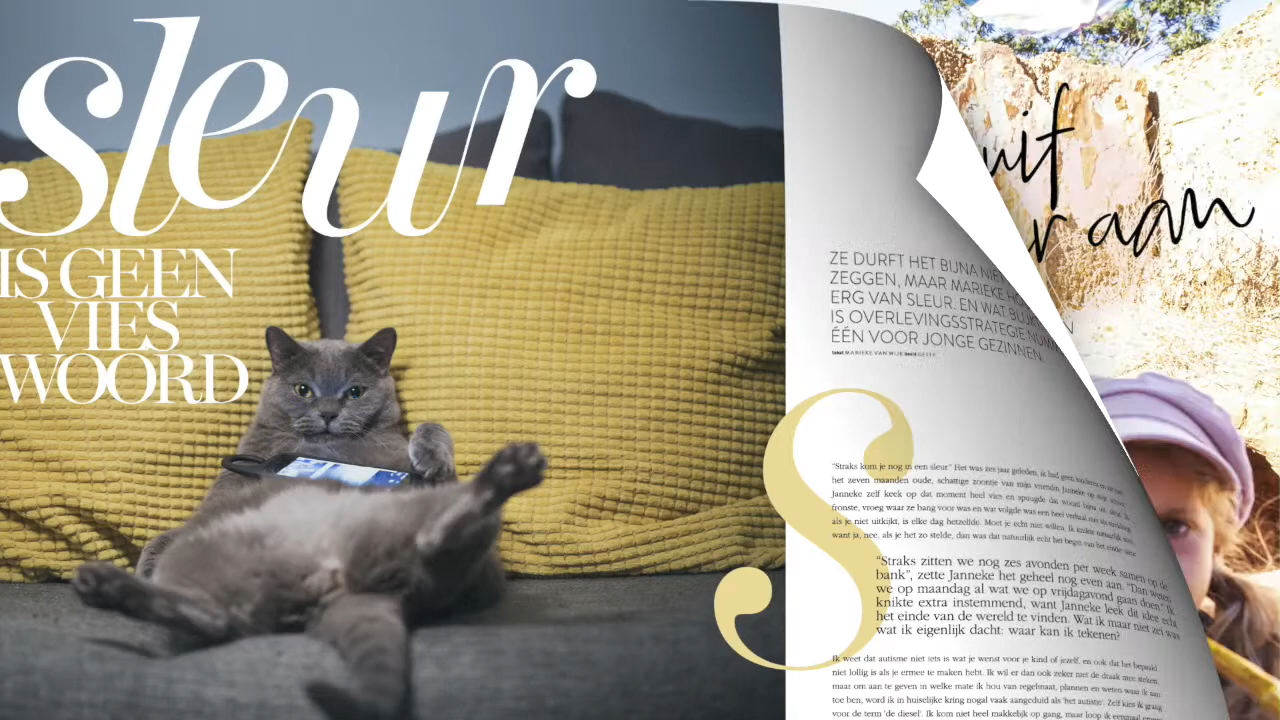 sleur
IS GEEN
VIES
WOORD
ZE DURFT HET BIJNA NIET
ZEGGEN, MAAR MARIEKE
ERG VAN SLEUR. EN WAT BLIJKT
IS OVERLEVINGSSTRATEGIE
ÉÉN VOOR JONGE GEZINNEN.
tekst MARIEKE VAN WIJK beeld GETTY
S
"Straks kom je nog in een sleur." Het was zes jaar geleden, ik had geen kinderen en zat met
het zeven maanden oude, schattige zoontje van mijn vriendin Janneke op mijn schoot.
Janneke zelf keek op dat moment heel vies en spuugde dat woord bijna uit.
fronste, vroeg waar ze bang voor was en wat volgde was een heel verhaal
als je niet uitkijkt, is elke dag hetzelfde. Moet je echt niet willen. Ik knikte natuurlijk
want ja, nee, als je het zo stelde, dan was dat natuurlijk echt het begin van het einde.
"Straks zitten we nog zes avonden per week samen op de
bank", zette Janneke het geheel nog even aan. "Dan weten
we op maandag al wat we op vrijdagavond gaan doen." Ik
knikte extra instemmend, want Janneke leek dit idee echt
het einde van de wereld te vinden. Wat ik maar niet zei was
wat ik eigenlijk dacht: waar kan ik tekenen?
Ik weet dat autisme niet iets is wat je wenst voor je kind of jezelf, en ook dat het bepaald
niet lollig is als je ermee te maken hebt. Ik wil er dan ook zeker niet de draak mee steken,
maar om aan te geven in welke mate ik hou van regelmaat, plannen en weten waar ik aan
toe ben, word ik in huiselijke kring nogal vaak aangeduid als 'het autistje'. Zelf kies ik graag
voor de term 'de diesel'. Ik kom niet heel makkelijk op gang, maar loop ik eenmaal
uit
aan